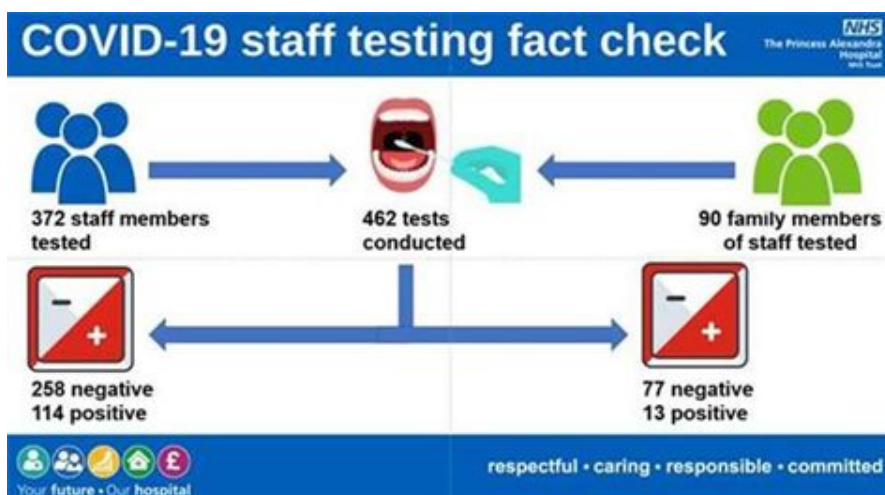 COVID-19 staff testing fact check
NHS
The Princess Alexandra
Hospital
NHS Trust
372 staff members
tested
462 tests
conducted
90 family members
of staff tested
258 negative
114 positive
77 negative
13 positive
Your future • Our hospital
respectful • caring • responsible • committed